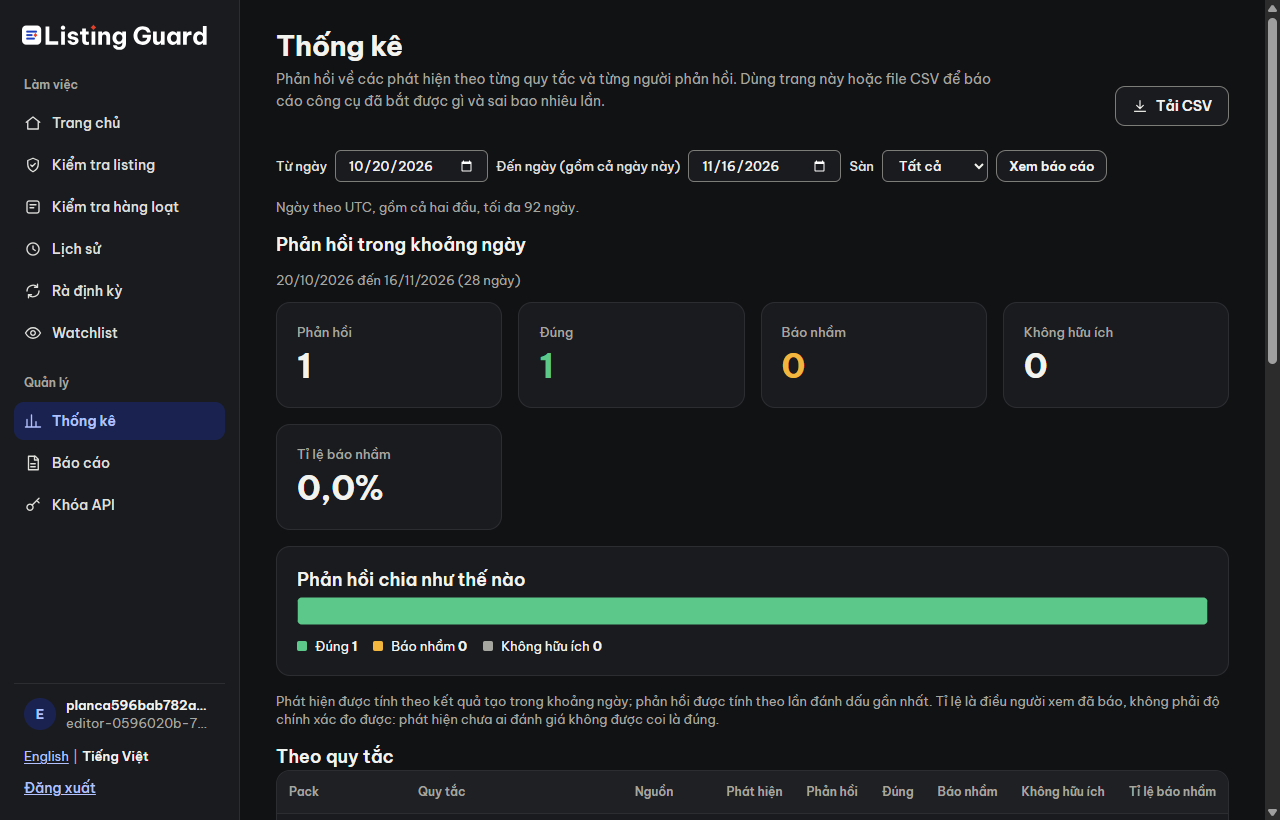 Listing Guard
Làm việc
Trang chủ
Kiểm tra listing
Kiểm tra hàng loạt
Lịch sử
Rà định kỳ
Watchlist
Quản lý
Thống kê
Báo cáo
Khóa API
planca596bab782a...
E
editor-0596020b-7...
English | Tiếng Việt
Đăng xuất
Thống kê
Phản hồi về các phát hiện theo từng quy tắc và từng người phản hồi. Dùng trang này hoặc file CSV để báo
cáo công cụ đã bắt được gì và sai bao nhiêu lần.
Tải CSV
Từ ngày 10/20/2026 Đến ngày (gồm cả ngày này) 11/16/2026 Sàn Tất cả Xem báo cáo
Ngày theo UTC, gồm cả hai đầu, tối đa 92 ngày.
Phản hồi trong khoảng ngày
20/10/2026 đến 16/11/2026 (28 ngày)
Phản hồi
1
Đúng
1
Báo nhầm
0
Không hữu ích
0
Tỉ lệ báo nhầm
0,0%
Phản hồi chia như thế nào
Đúng 1 Báo nhầm 0 Không hữu ích 0
Phát hiện được tính theo kết quả tạo trong khoảng ngày; phản hồi được tính theo lần đánh dấu gần nhất. Tỉ lệ là điều người xem đã báo, không phải độ
chính xác đo được: phát hiện chưa ai đánh giá không được coi là đúng.
Theo quy tắc
Pack Quy tắc Nguồn Phát hiện Phản hồi Đúng Báo nhầm Không hữu ích Tỉ lệ báo nhầm